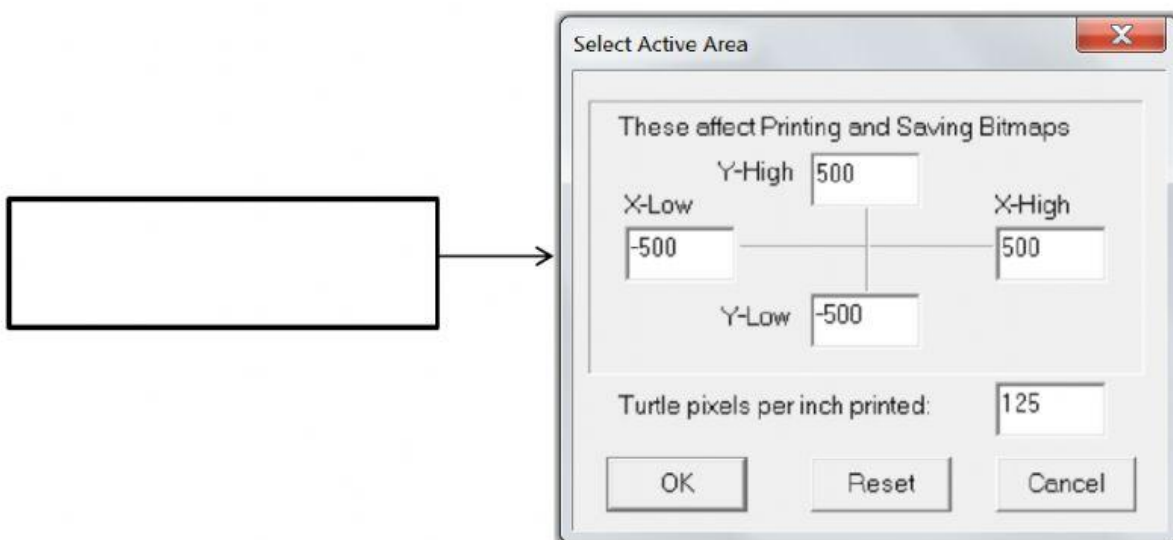 Select Active Area
X
These affect Printing and Saving Bitmaps
Y-High 500
X-Low X-High
-500 500
Y-Low -500
Turtle pixels per inch printed: 125
OK Reset Cancel